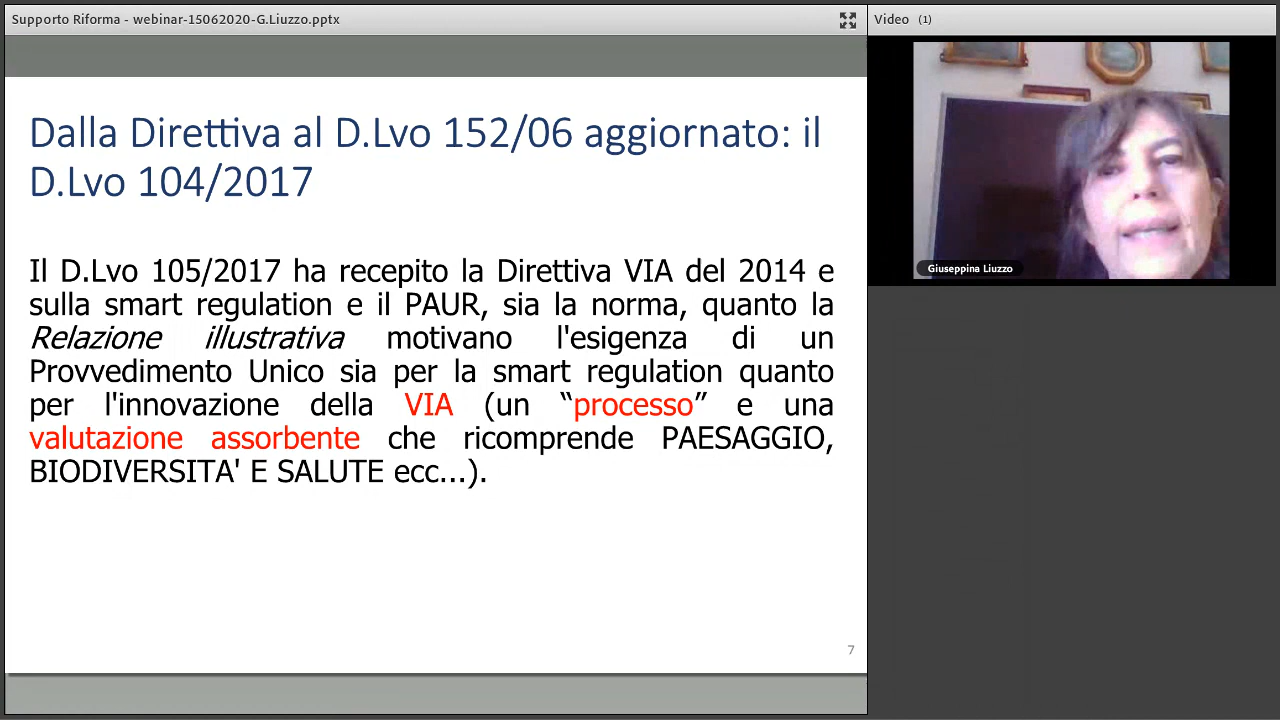 Supporto Riforma - webinar-15062020-G.Liuzzo.pptx
Video (1)
Dalla Direttiva al D.Lvo 152/06 aggiornato: il
D.Lvo 104/2017
Il D.Lvo 105/2017 ha recepito la Direttiva VIA del 2014 e
sulla smart regulation e il PAUR, sia la norma, quanto la
Relazione illustrativa motivano l'esigenza di un
Provvedimento Unico sia per la smart regulation quanto
per l'innovazione della VIA (un “processo” e una
valutazione assorbente che ricomprende PAESAGGIO,
BIODIVERSITA' E SALUTE ecc...).
7
Giuseppina Liuzzo